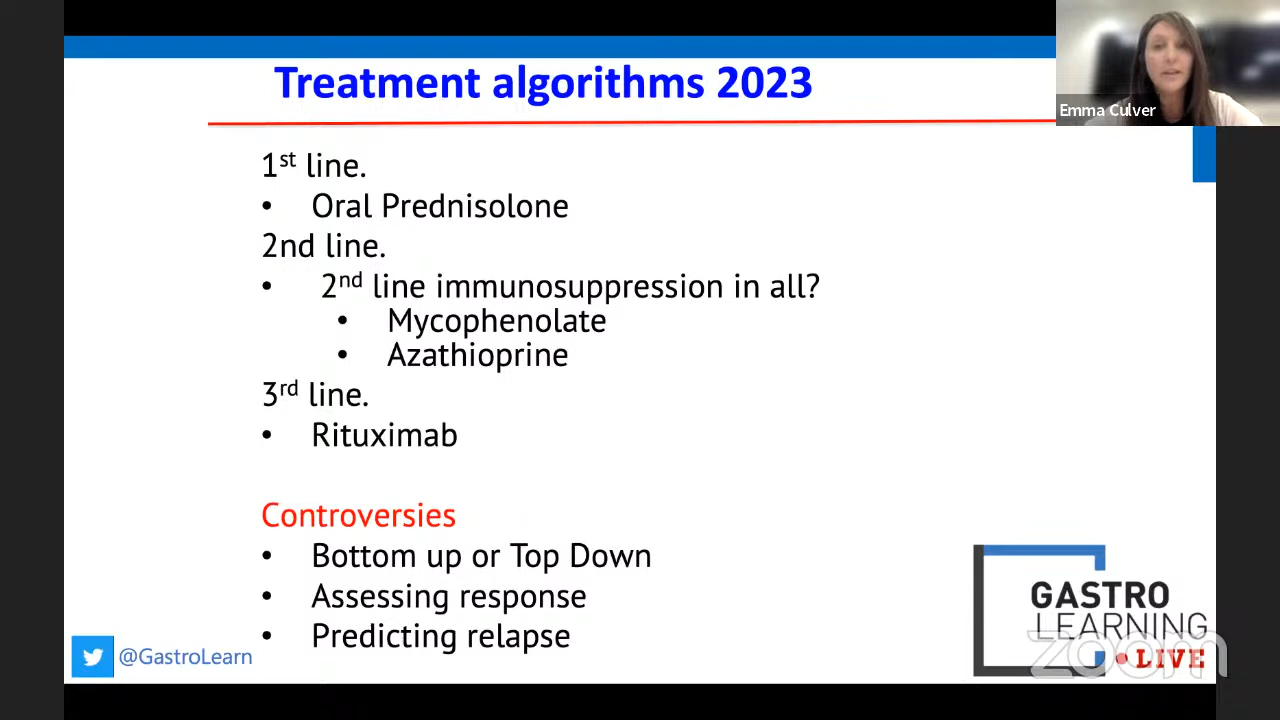 Treatment algorithms 2023
Emma Culver
1st line.
• Oral Prednisolone
2nd line.
• 2nd line immunosuppression in all?
• Mycophenolate
• Azathioprine
3rd line.
• Rituximab
Controversies
• Bottom up or Top Down
• Assessing response
• Predicting relapse
@GastroLearn
GASTRO
LEARNING
LIVE
zoom